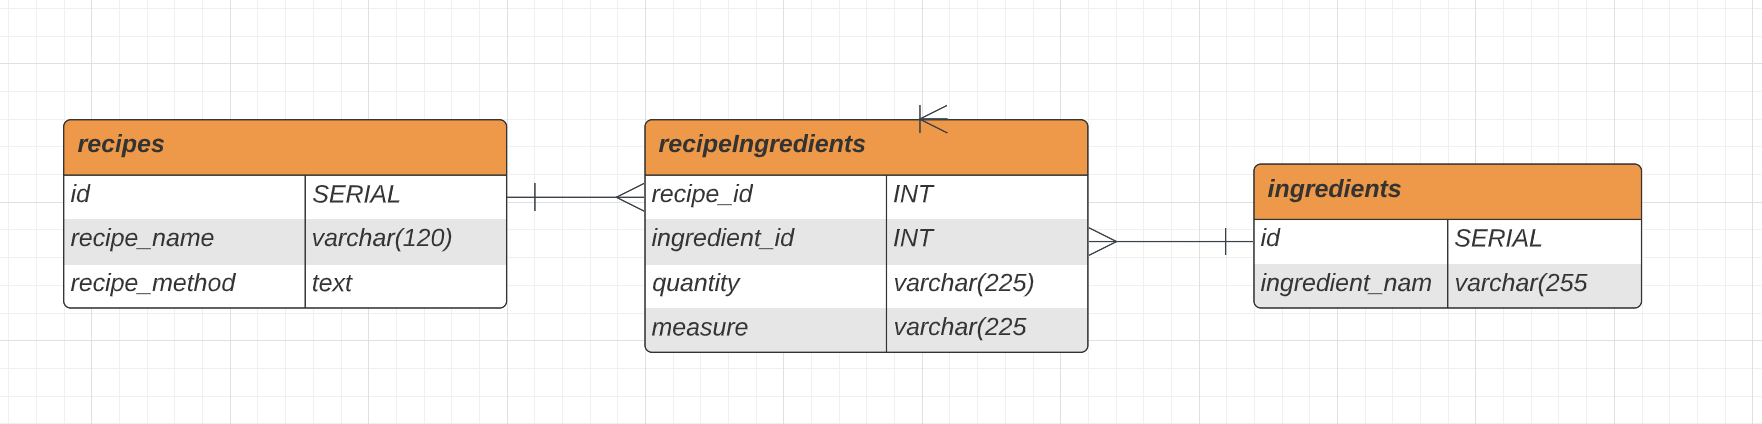 recipes
id SERIAL
recipe_name varchar(120)
recipe_method text
recipeIngredients
recipe_id INT
ingredient_id INT
quantity varchar(225)
measure varchar(225
ingredients
id SERIAL
ingredient_nam varchar(255